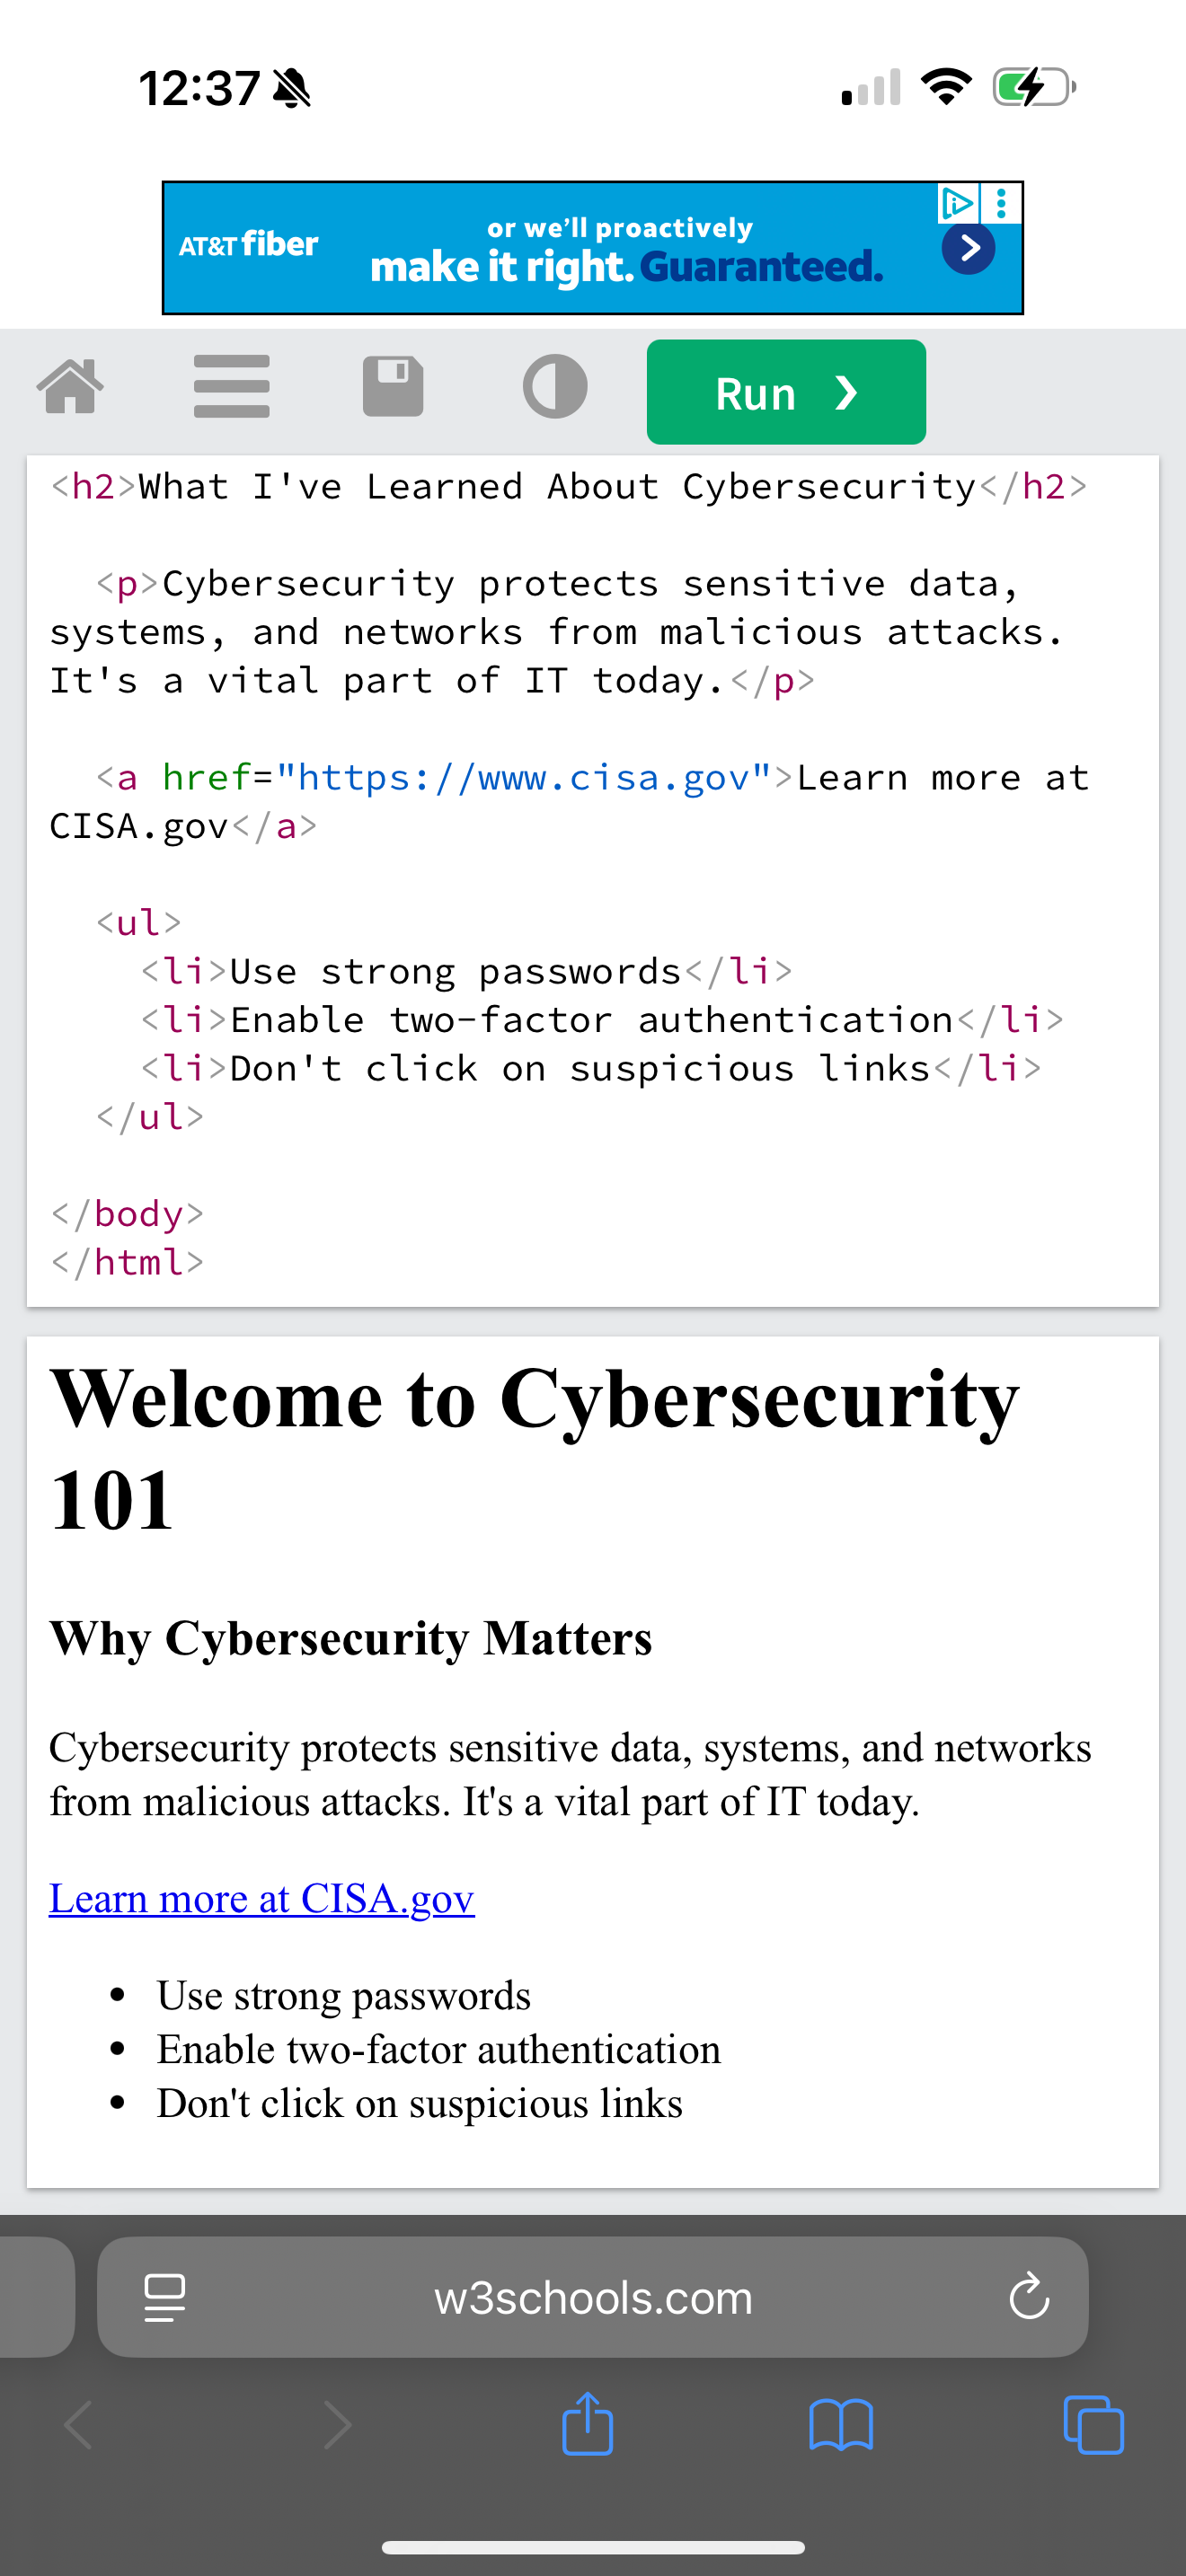 12:37
AT&T fiber
or we'll proactively
make it right. Guaranteed.
Run ❯
<h2>What I've Learned About Cybersecurity</h2>
<p>Cybersecurity protects sensitive data,
systems, and networks from malicious attacks.
It's a vital part of IT today.</p>
<a href="https://www.cisa.gov">Learn more at
CISA.gov</a>
<ul>
<li>Use strong passwords</li>
<li>Enable two-factor authentication</li>
<li>Don't click on suspicious links</li>
</ul>
</body>
</html>
Welcome to Cybersecurity
101
Why Cybersecurity Matters
Cybersecurity protects sensitive data, systems, and networks
from malicious attacks. It's a vital part of IT today.
Learn more at CISA.gov
• Use strong passwords
• Enable two-factor authentication
• Don't click on suspicious links
w3schools.com